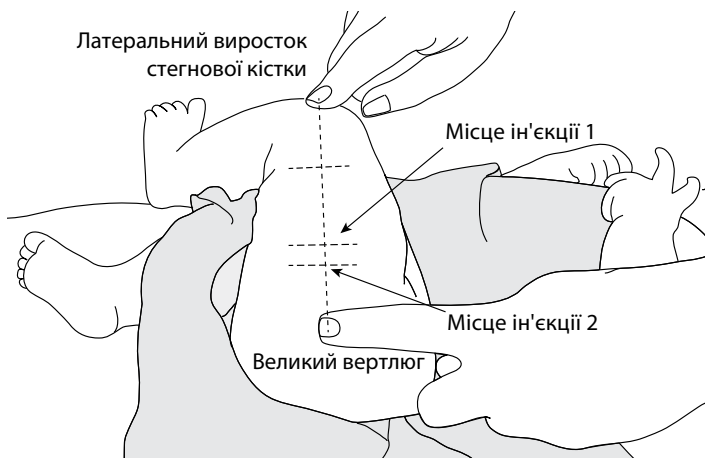 Латеральний виросток
стегнової кістки
Місце ін'єкції 1
Місце ін'єкції 2
Великий вертлюг